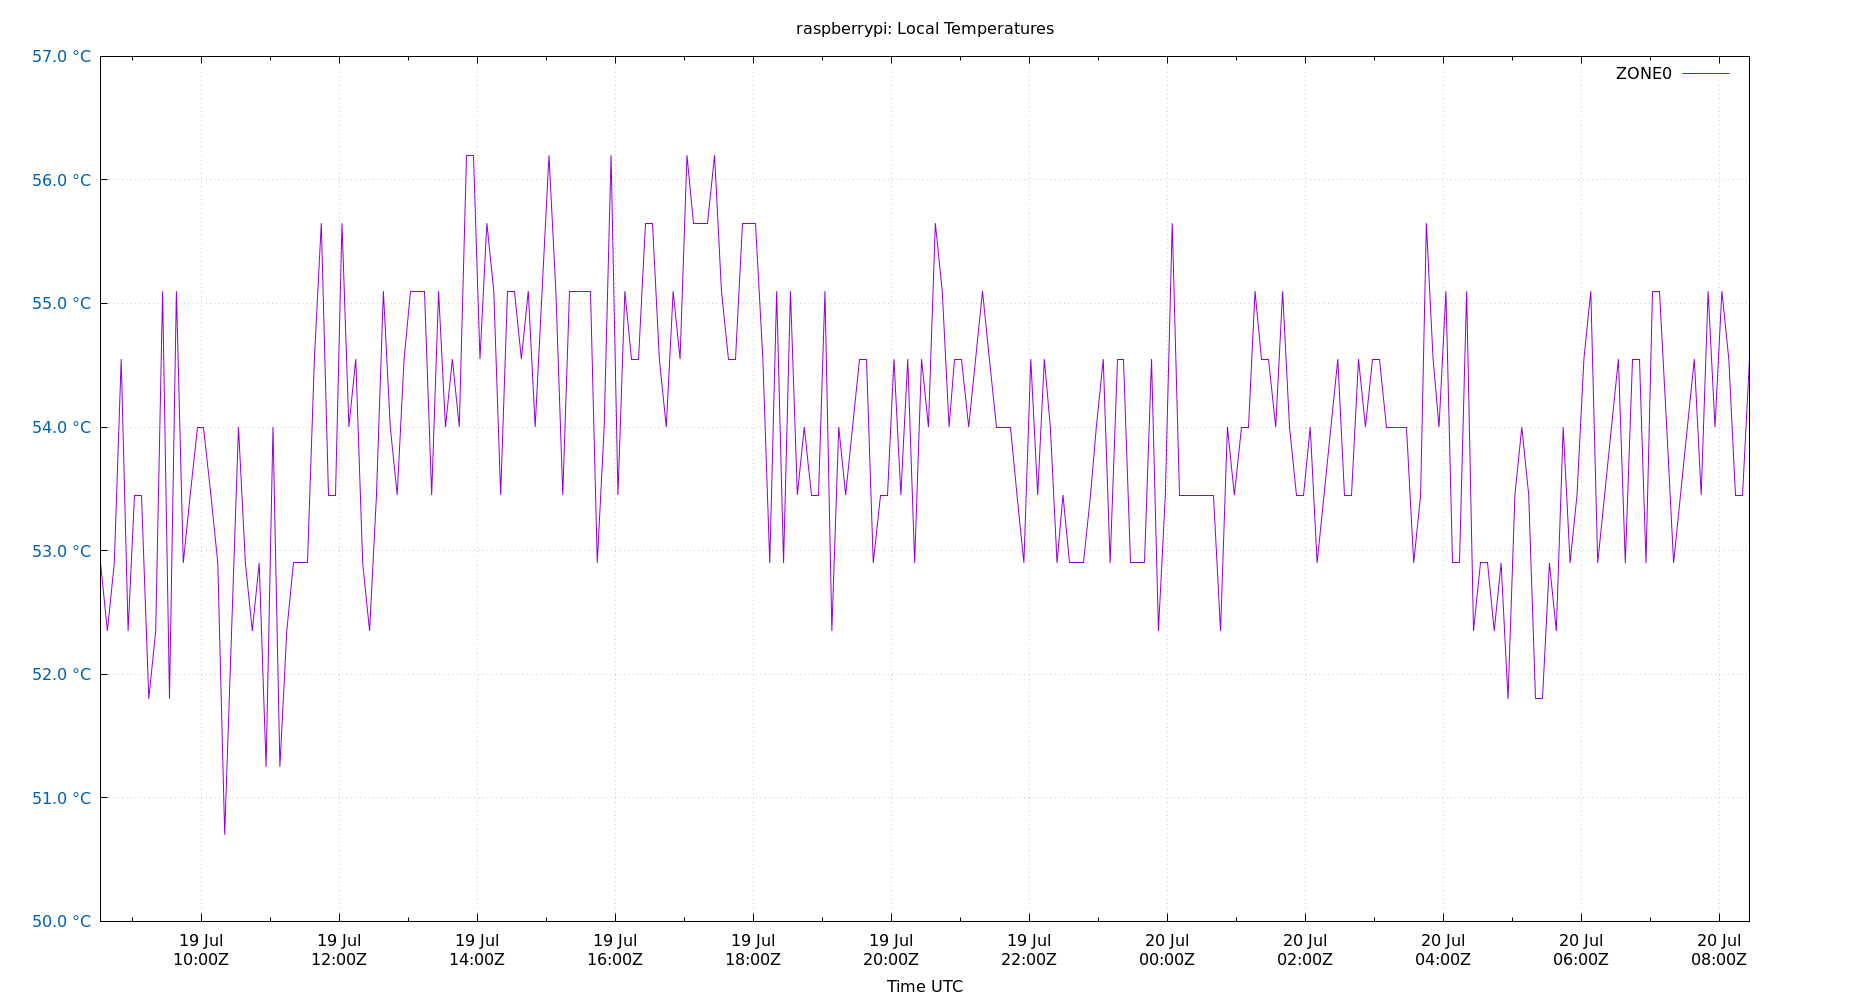 raspberrypi: Local Temperatures
57.0 °C
ZONE0
56.0 °C
55.0 °C
54.0 °C
53.0 °C
52.0 °C
51.0 °C
50.0 °C
19 Jul 19 Jul 19 Jul 19 Jul 19 Jul 19 Jul 19 Jul 20 Jul 20 Jul 20 Jul 20 Jul 20 Jul
10:00Z 12:00Z 14:00Z 16:00Z 18:00Z 20:00Z 22:00Z 00:00Z 02:00Z 04:00Z 06:00Z 08:00Z
Time UTC